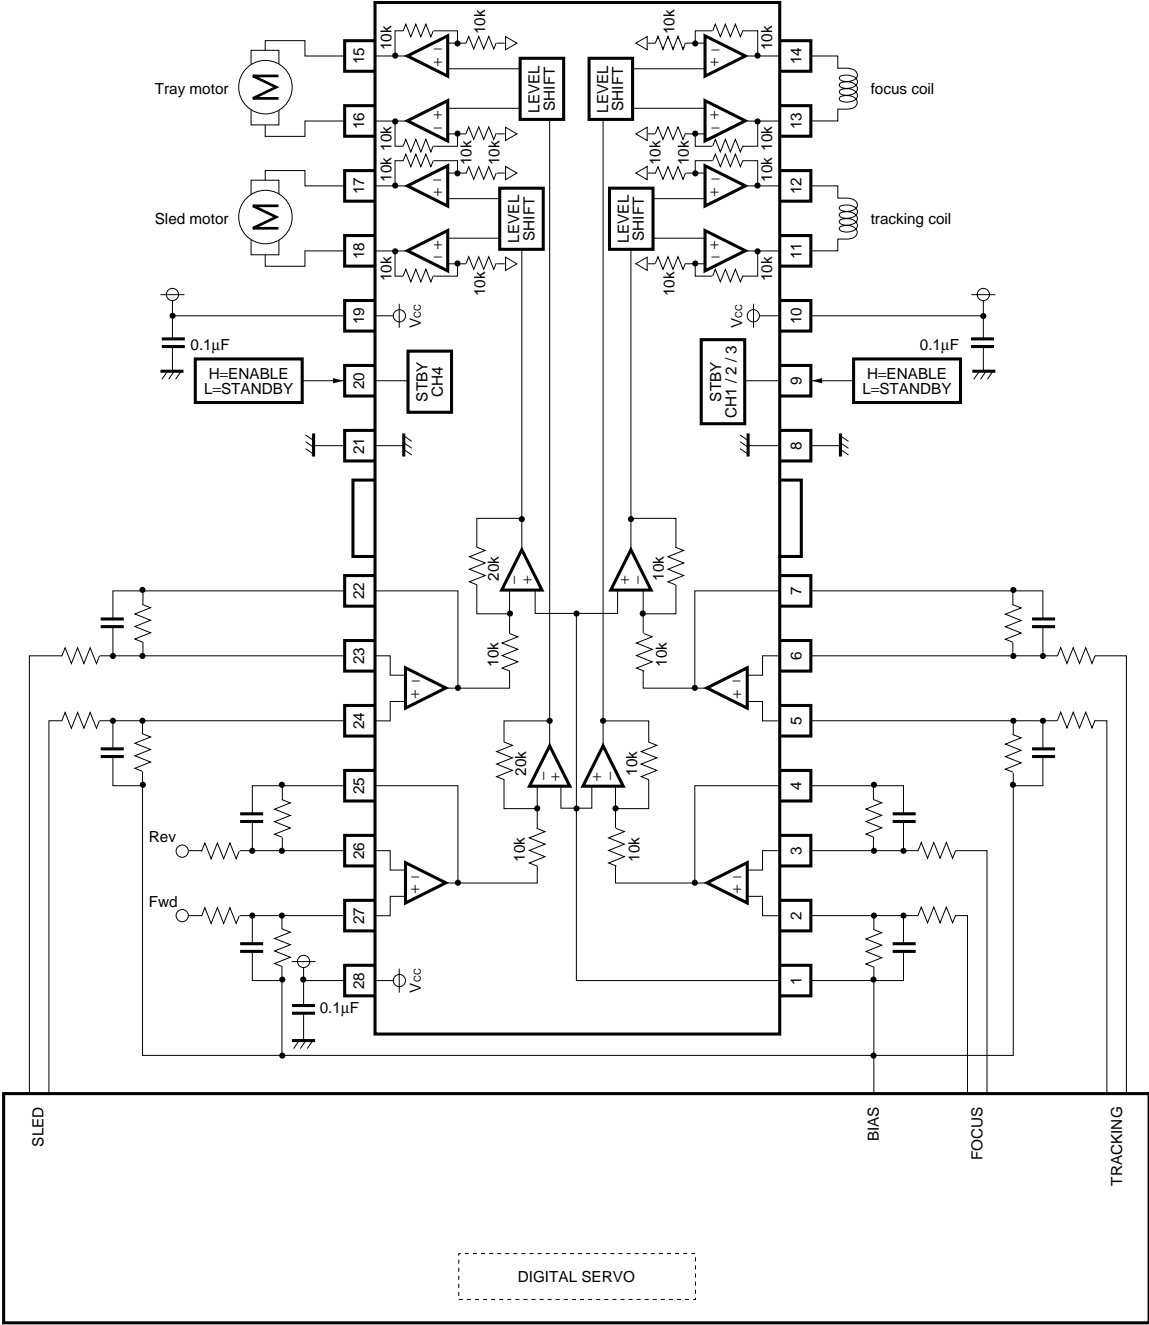 10k
10k
10k
10k
15
14
Tray motor
M
LEVEL
SHIFT
LEVEL
SHIFT
focus coil
16
13
10k
10k
10k
10k
10k
10k
10k
10k
17
12
Sled motor
M
LEVEL
SHIFT
LEVEL
SHIFT
tracking coil
18
11
10k
10k
10k
10k
19
Vcc
Vcc
10
0.1μF
0.1μF
H=ENABLE
L=STANDBY
20
STBY
CH4
STBY
CH1 / 2 / 3
9
H=ENABLE
L=STANDBY
21
8
20k
10k
22
7
10k
10k
23
6
24
5
20k
10k
25
4
Rev
26
10k
10k
3
Fwd
27
2
28
Vcc
1
0.1μF
SLED
BIAS
FOCUS
TRACKING
DIGITAL SERVO